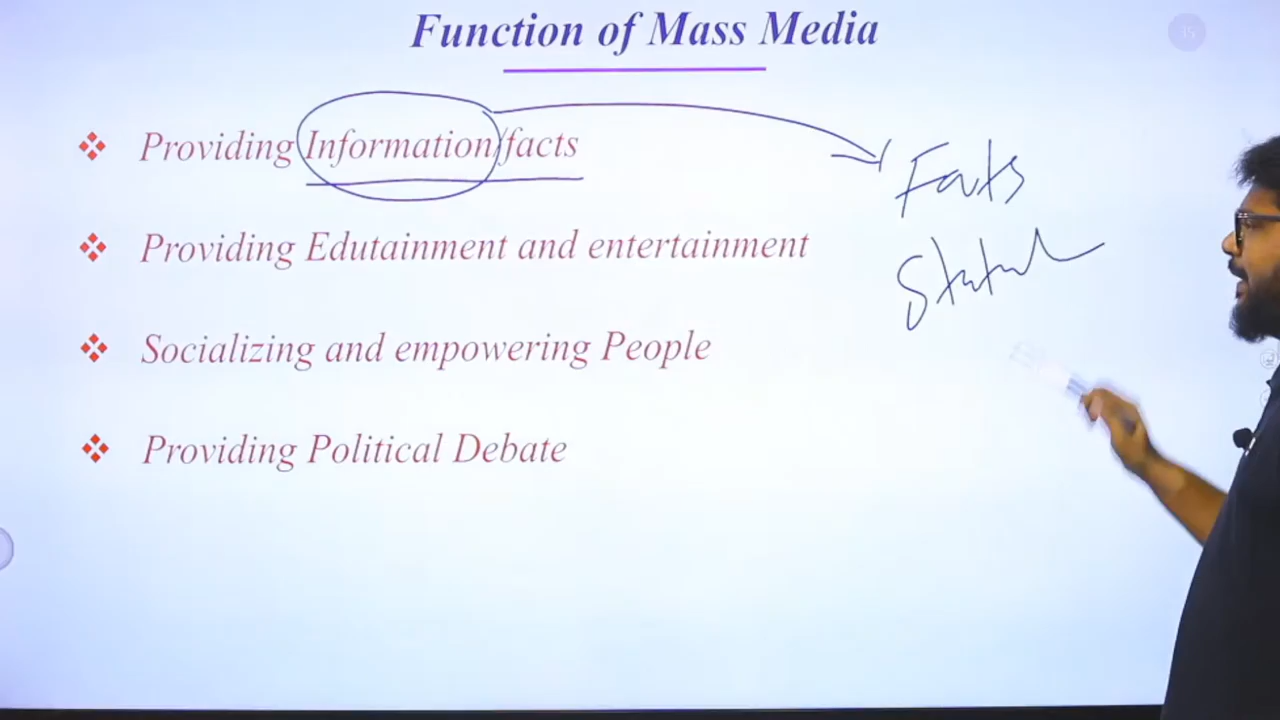 Function of Mass Media
35
Providing Information/facts
Facts
Providing Edutainment and entertainment
Socializing and empowering People
Providing Political Debate